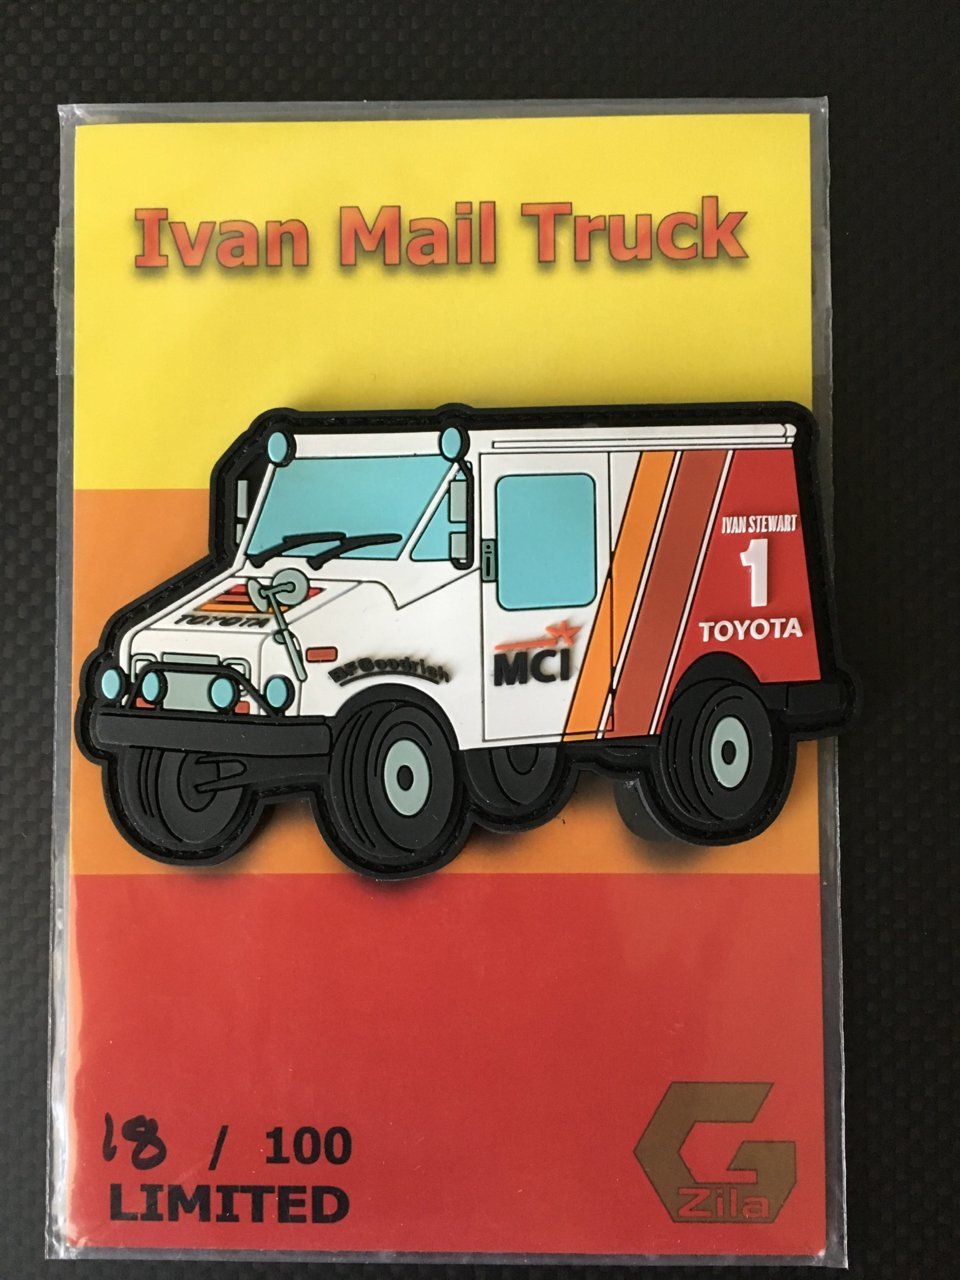 Ivan Mail Truck
IVAN STEWART
1
TOYOTA
TOYOTA
BFGoodrich
MCI
18 / 100
LIMITED
G
Zila